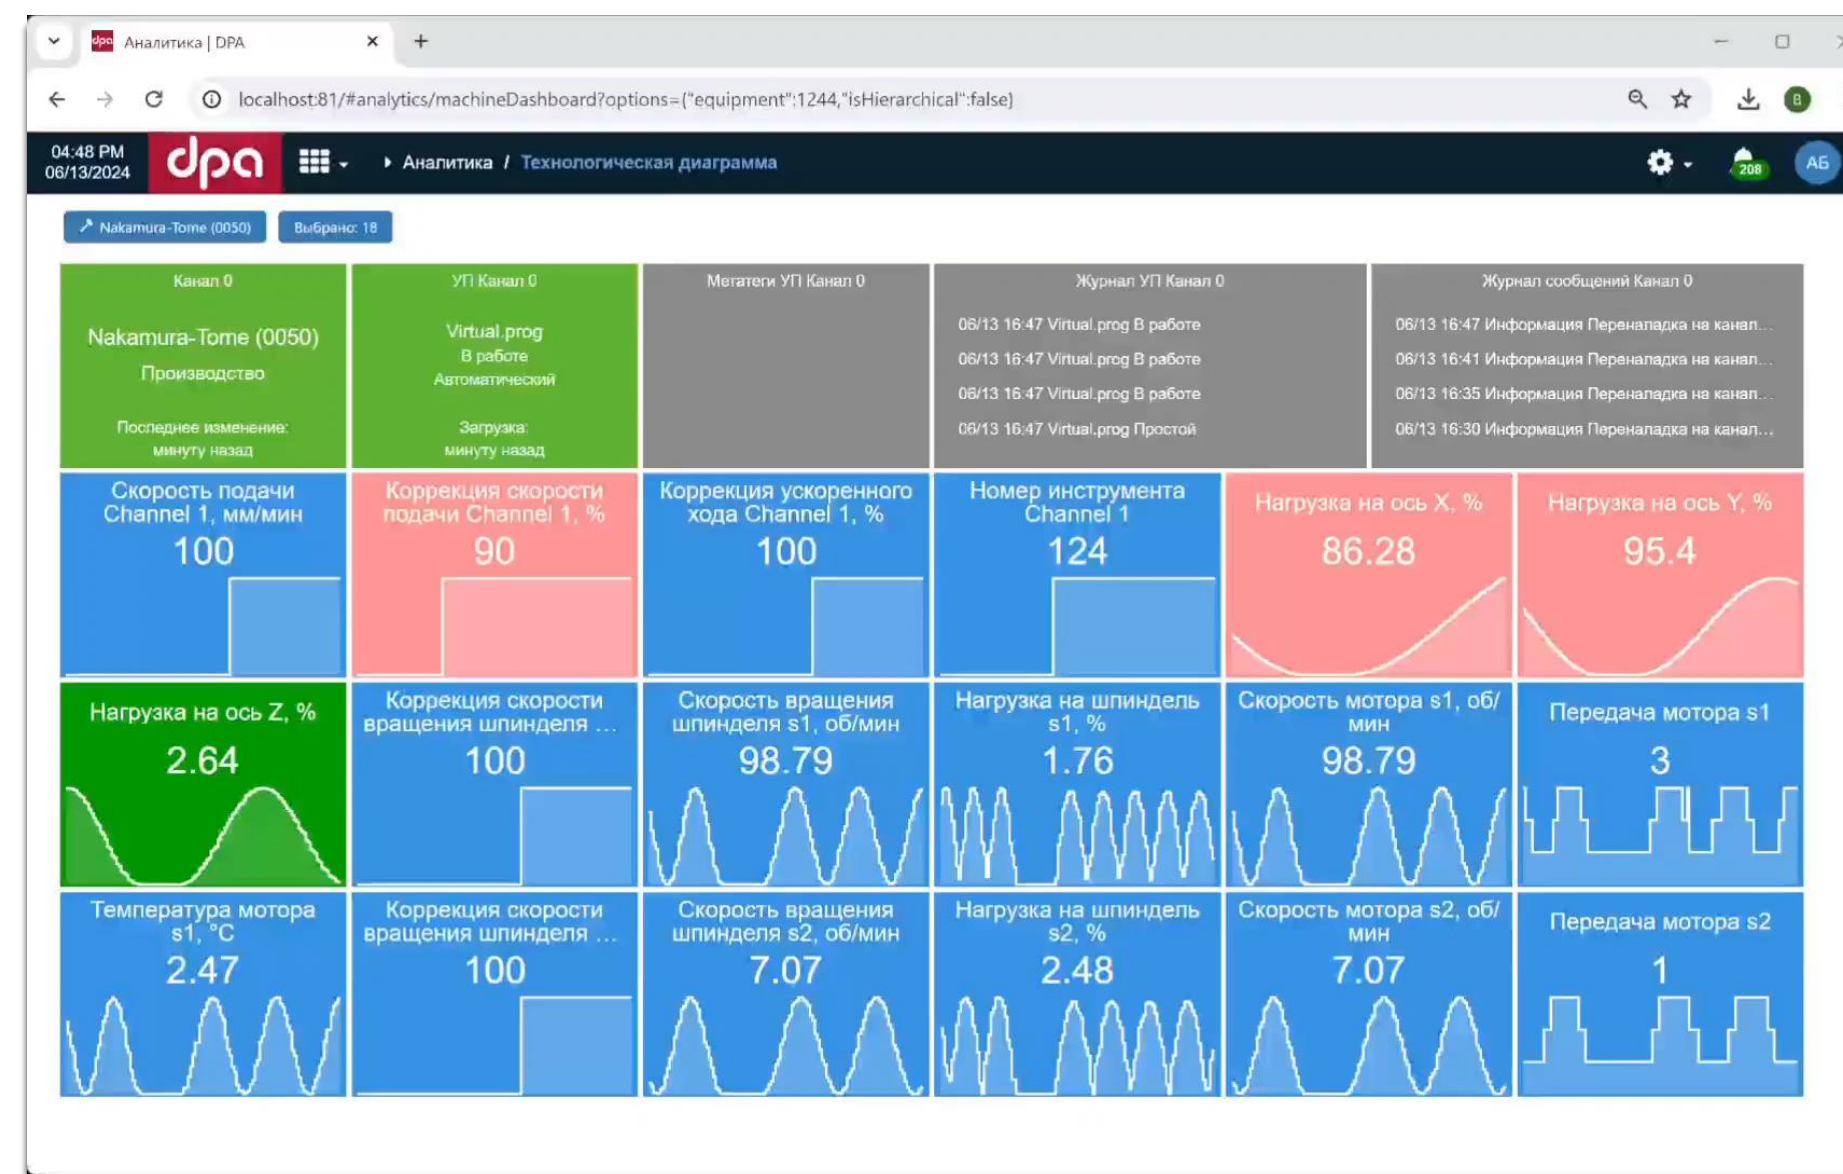 dpa Аналитика | DPA
localhost:81/#analytics/machineDashboard?options={"equipment":1244,"isHierarchical":false}
B
04:48 PM
06/13/2024
dpa
Аналитика / Технологическая диаграмма
208
АБ
Nakamura-Tome (0050)
Выбрано: 18
Канал 0
Nakamura-Tome (0050)
Производство
Последнее изменение:
минуту назад
УП Канал 0
Virtual.prog
В работе
Автоматический
Загрузка:
минуту назад
Метатеги УП Канал 0
Журнал УП Канал 0
06/13 16:47 Virtual.prog В работе
06/13 16:47 Virtual.prog В работе
06/13 16:47 Virtual.prog В работе
06/13 16:47 Virtual.prog Простой
Журнал сообщений Канал 0
06/13 16:47 Информация Переналадка на канал...
06/13 16:41 Информация Переналадка на канал...
06/13 16:35 Информация Переналадка на канал...
06/13 16:30 Информация Переналадка на канал...
Скорость подачи
Channel 1, мм/мин
100
Коррекция скорости
подачи Channel 1, %
90
Коррекция ускоренного
хода Channel 1, %
100
Номер инструмента
Channel 1
124
Нагрузка на ось X, %
86.28
Нагрузка на ось Y, %
95.4
Нагрузка на ось Z, %
2.64
Коррекция скорости
вращения шпинделя ...
100
Скорость вращения
шпинделя s1, об/мин
98.79
Нагрузка на шпиндель
s1, %
1.76
Скорость мотора s1, об/
мин
98.79
Передача мотора s1
3
Температура мотора
s1, °C
2.47
Коррекция скорости
вращения шпинделя ...
100
Скорость вращения
шпинделя s2, об/мин
7.07
Нагрузка на шпиндель
s2, %
2.48
Скорость мотора s2, об/
мин
7.07
Передача мотора s2
1